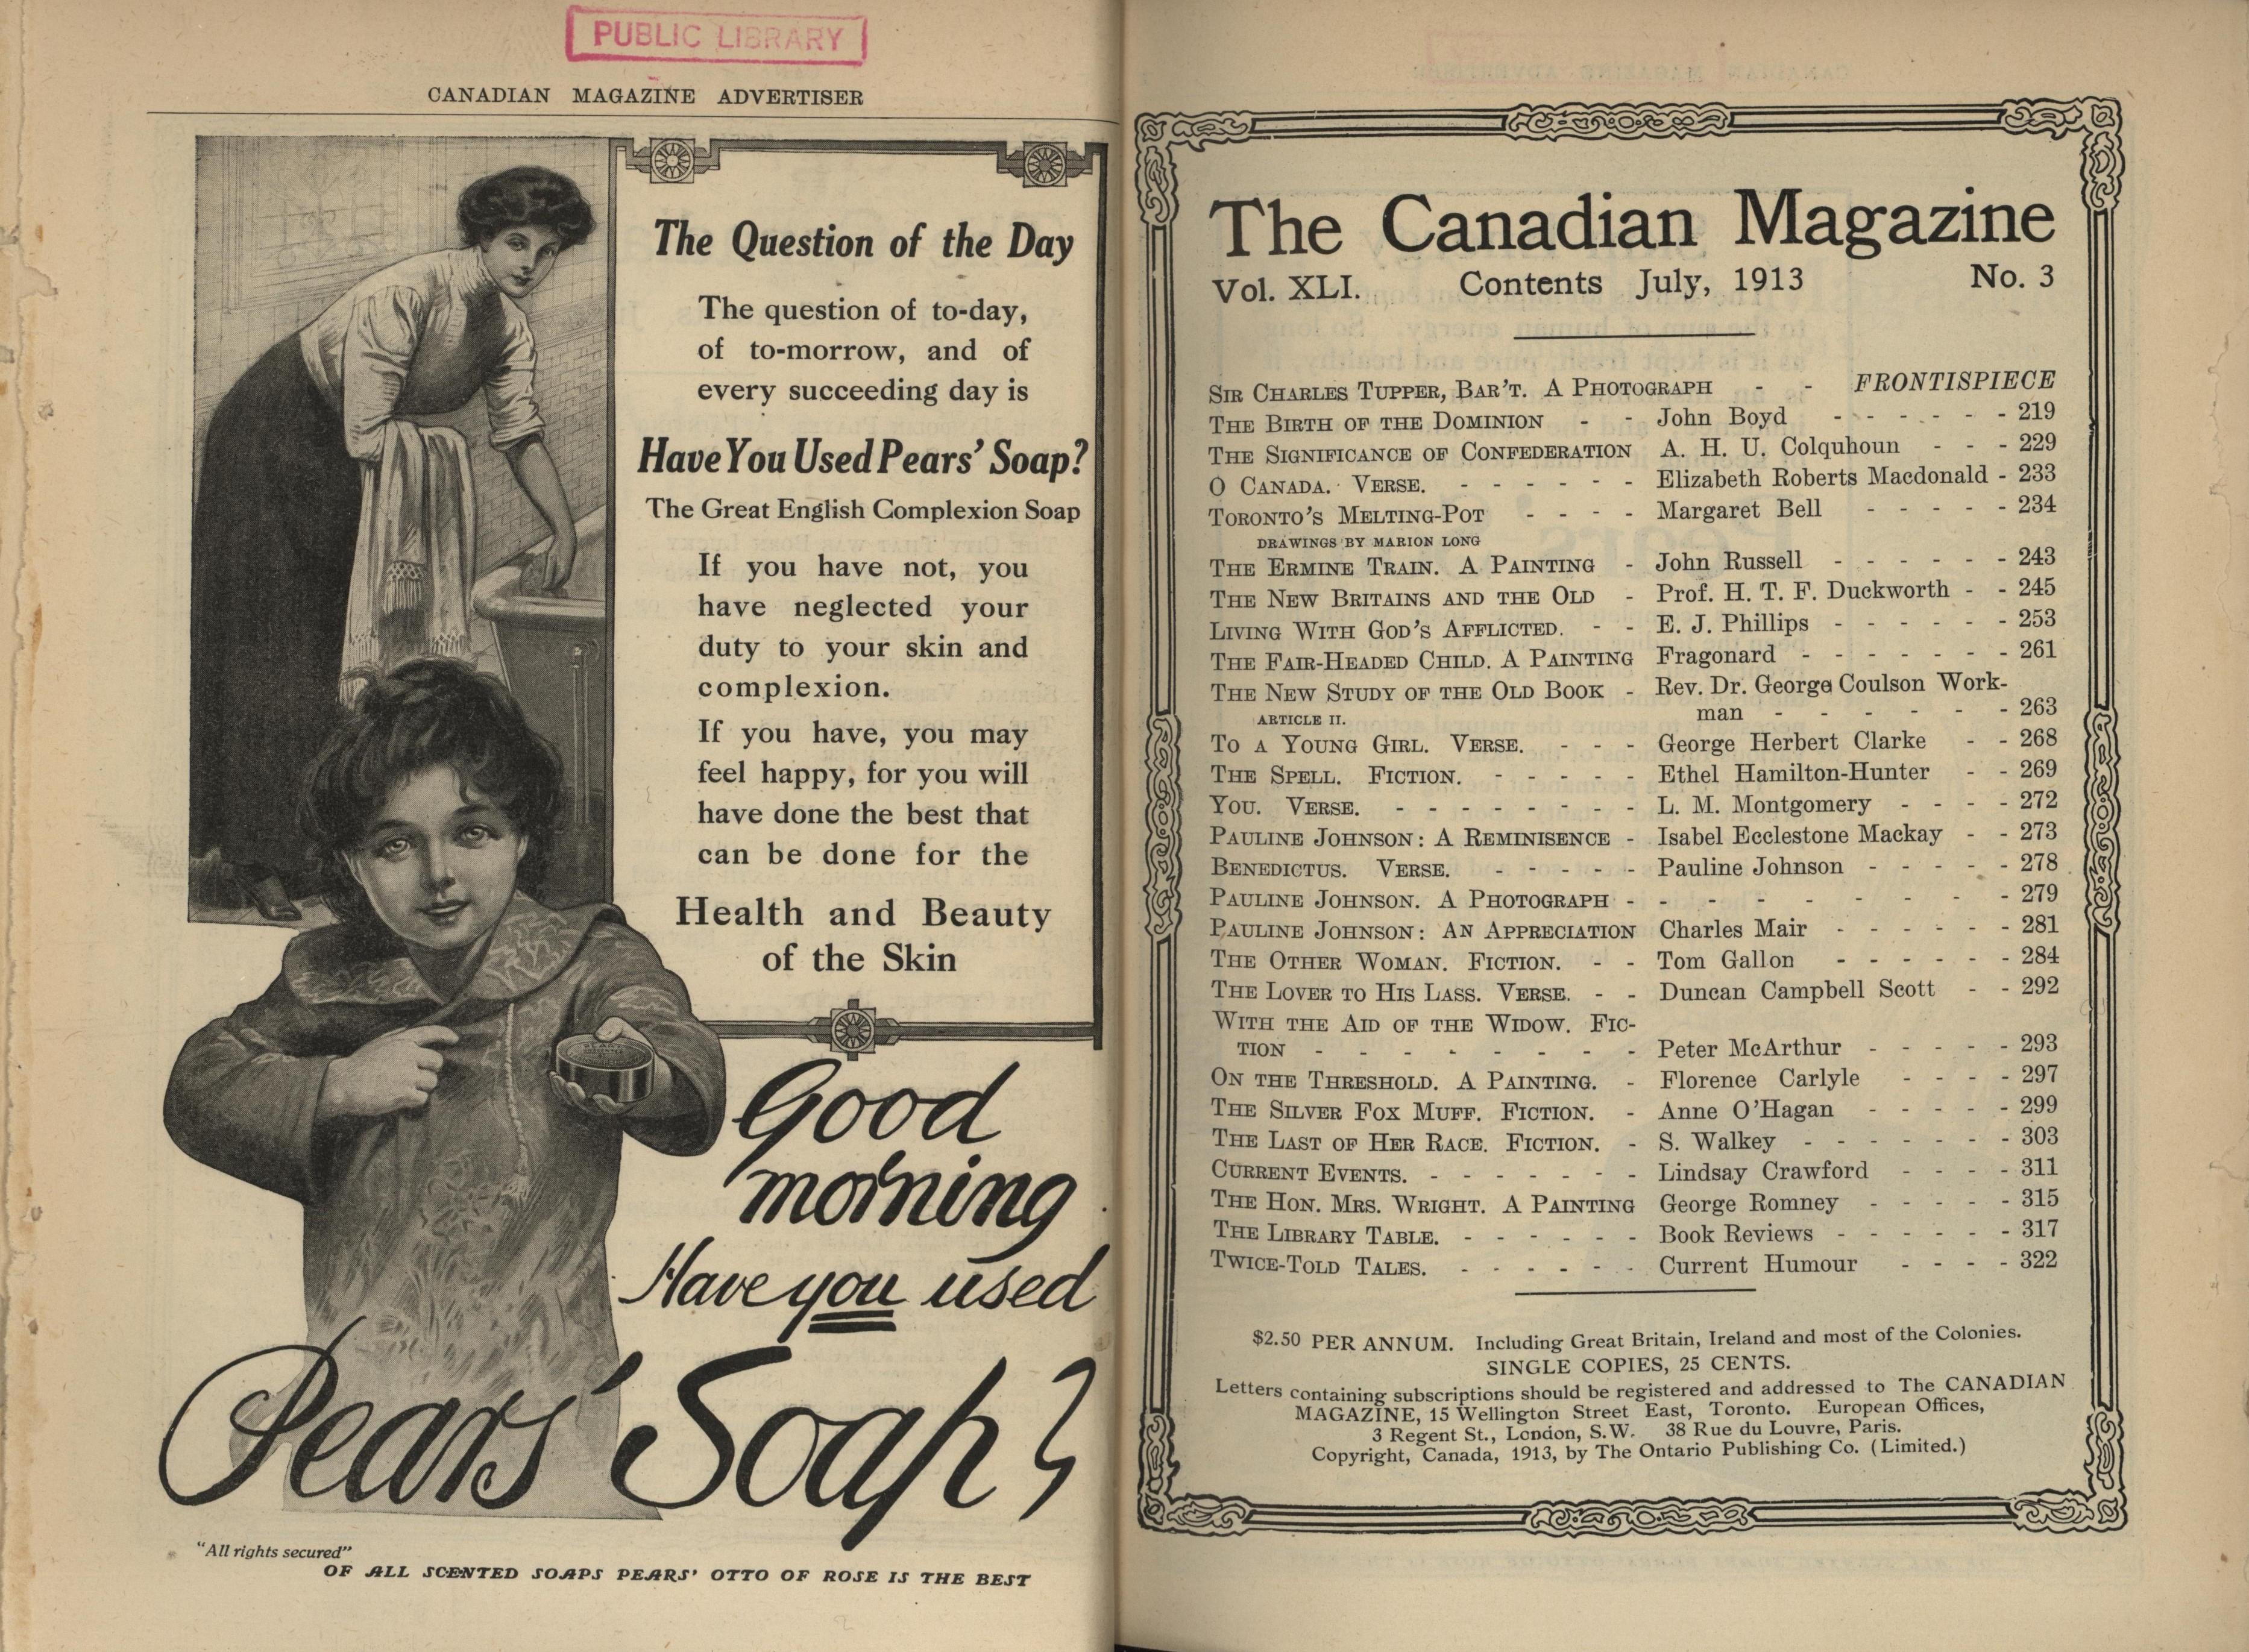 PUBLIC LIBRARY
CANADIAN MAGAZINE ADVERTISER
The Question of the Day
The question of to-day,
of to-morrow, and of
every succeeding day is
Have You Used Pears' Soap?
The Great English Complexion Soap
If you have not, you
have neglected your
duty to your skin and
complexion.
If you have, you may
feel happy, for you will
have done the best that
can be done for the
Health and Beauty
of the Skin
Good
morning
Have you used
Pears' Soap?
"All rights secured"
OF ALL SCENTED SOAPS PEARS' OTTO OF ROSE IS THE BEST
The Canadian Magazine
Vol. XLI. Contents July, 1913 No. 3
SIR CHARLES TUPPER, BAR'T. A PHOTOGRAPH - - FRONTISPIECE
THE BIRTH OF THE DOMINION - - John Boyd - - - - - - 219
THE SIGNIFICANCE OF CONFEDERATION A. H. U. Colquhoun - - - 229
O CANADA. VERSE. - - - - - - Elizabeth Roberts Macdonald - 233
TORONTO'S MELTING-POT - - - - Margaret Bell - - - - - 234
DRAWINGS BY MARION LONG
THE ERMINE TRAIN. A PAINTING - John Russell - - - - - - 243
THE NEW BRITAINS AND THE OLD - Prof. H. T. F. Duckworth - - 245
LIVING WITH GOD'S AFFLICTED. - - E. J. Phillips - - - - - - 253
THE FAIR-HEADED CHILD. A PAINTING Fragonard - - - - - - - 261
THE NEW STUDY OF THE OLD BOOK - Rev. Dr. George Coulson Work-
ARTICLE II. man - - - - - - 263
TO A YOUNG GIRL. VERSE. - - - George Herbert Clarke - - 268
THE SPELL. FICTION. - - - - - Ethel Hamilton-Hunter - - 269
YOU. VERSE. - - - - - - - - L. M. Montgomery - - - - 272
PAULINE JOHNSON: A REMINISENCE - Isabel Ecclestone Mackay - - 273
BENEDICTUS. VERSE. - - - - - Pauline Johnson - - - - - 278
PAULINE JOHNSON. A PHOTOGRAPH - - - - - - - - - 279
PAULINE JOHNSON: AN APPRECIATION Charles Mair - - - - - - 281
THE OTHER WOMAN. FICTION. - - Tom Gallon - - - - - - 284
THE LOVER TO HIS LASS. VERSE. - - Duncan Campbell Scott - - 292
WITH THE AID OF THE WIDOW. FIC-
TION - - - - - - - - Peter McArthur - - - - - 293
ON THE THRESHOLD. A PAINTING. - Florence Carlyle - - - - 297
THE SILVER FOX MUFF. FICTION. - Anne O'Hagan - - - - - 299
THE LAST OF HER RACE. FICTION. - S. Walkey - - - - - - - 303
CURRENT EVENTS. - - - - - - - Lindsay Crawford - - - - 311
THE HON. MRS. WRIGHT. A PAINTING George Romney - - - - - 315
THE LIBRARY TABLE. - - - - - - Book Reviews - - - - - - 317
TWICE-TOLD TALES. - - - - - - Current Humour - - - - 322
$2.50 PER ANNUM. Including Great Britain, Ireland and most of the Colonies.
SINGLE COPIES, 25 CENTS.
Letters containing subscriptions should be registered and addressed to The CANADIAN
MAGAZINE, 15 Wellington Street East, Toronto. European Offices,
3 Regent St., London, S.W. 38 Rue du Louvre, Paris.
Copyright, Canada, 1913, by The Ontario Publishing Co. (Limited.)